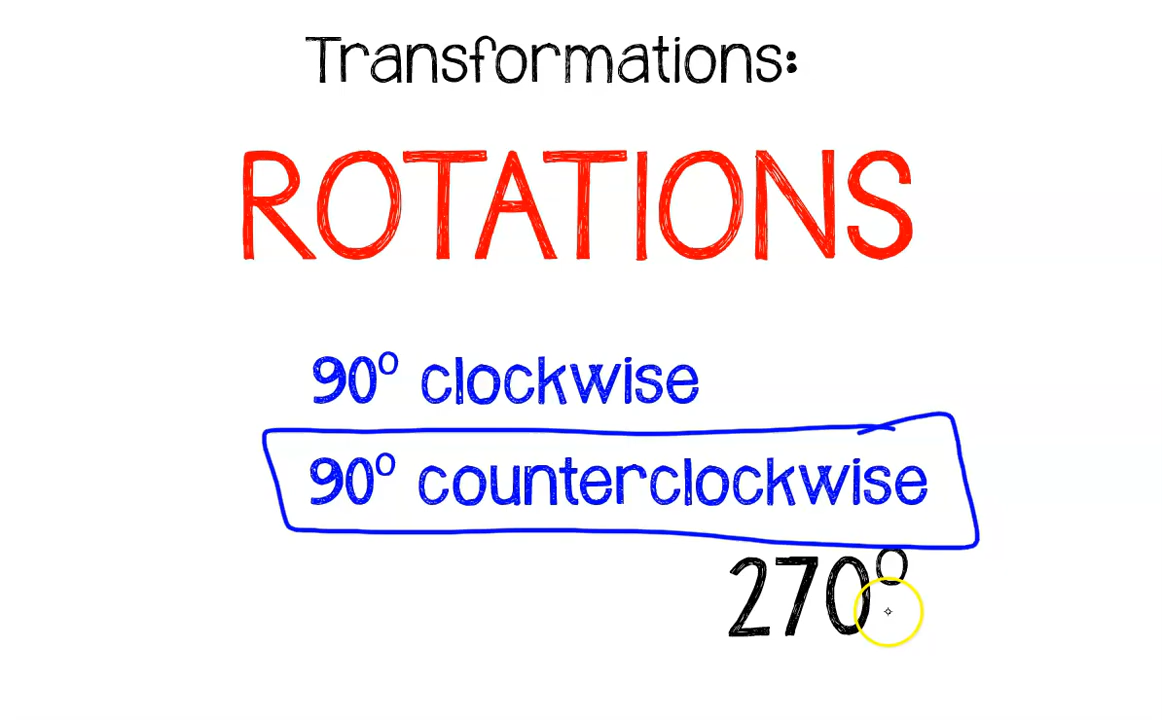 Transformations:
ROTATIONS
90° clockwise
90° counterclockwise
270°